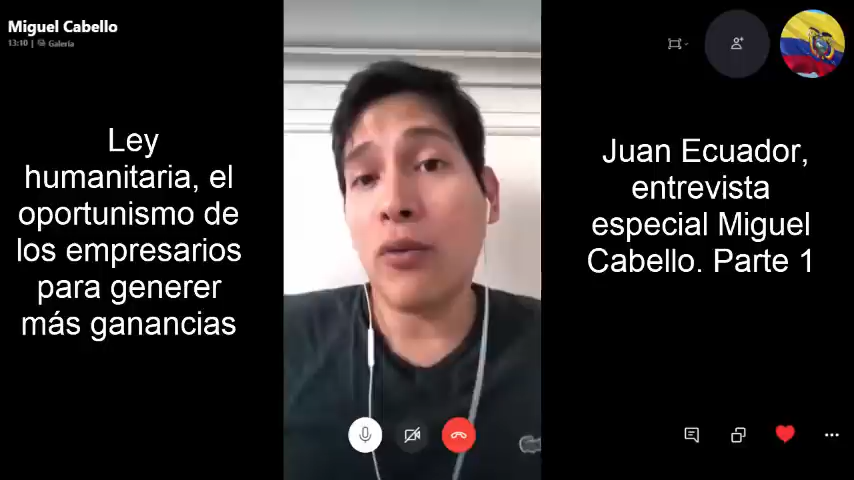 Miguel Cabello
13:10 | Galería
Ley
humanitaria, el
oportunismo de
los empresarios
para generer
más ganancias
Juan Ecuador,
entrevista
especial Miguel
Cabello. Parte 1